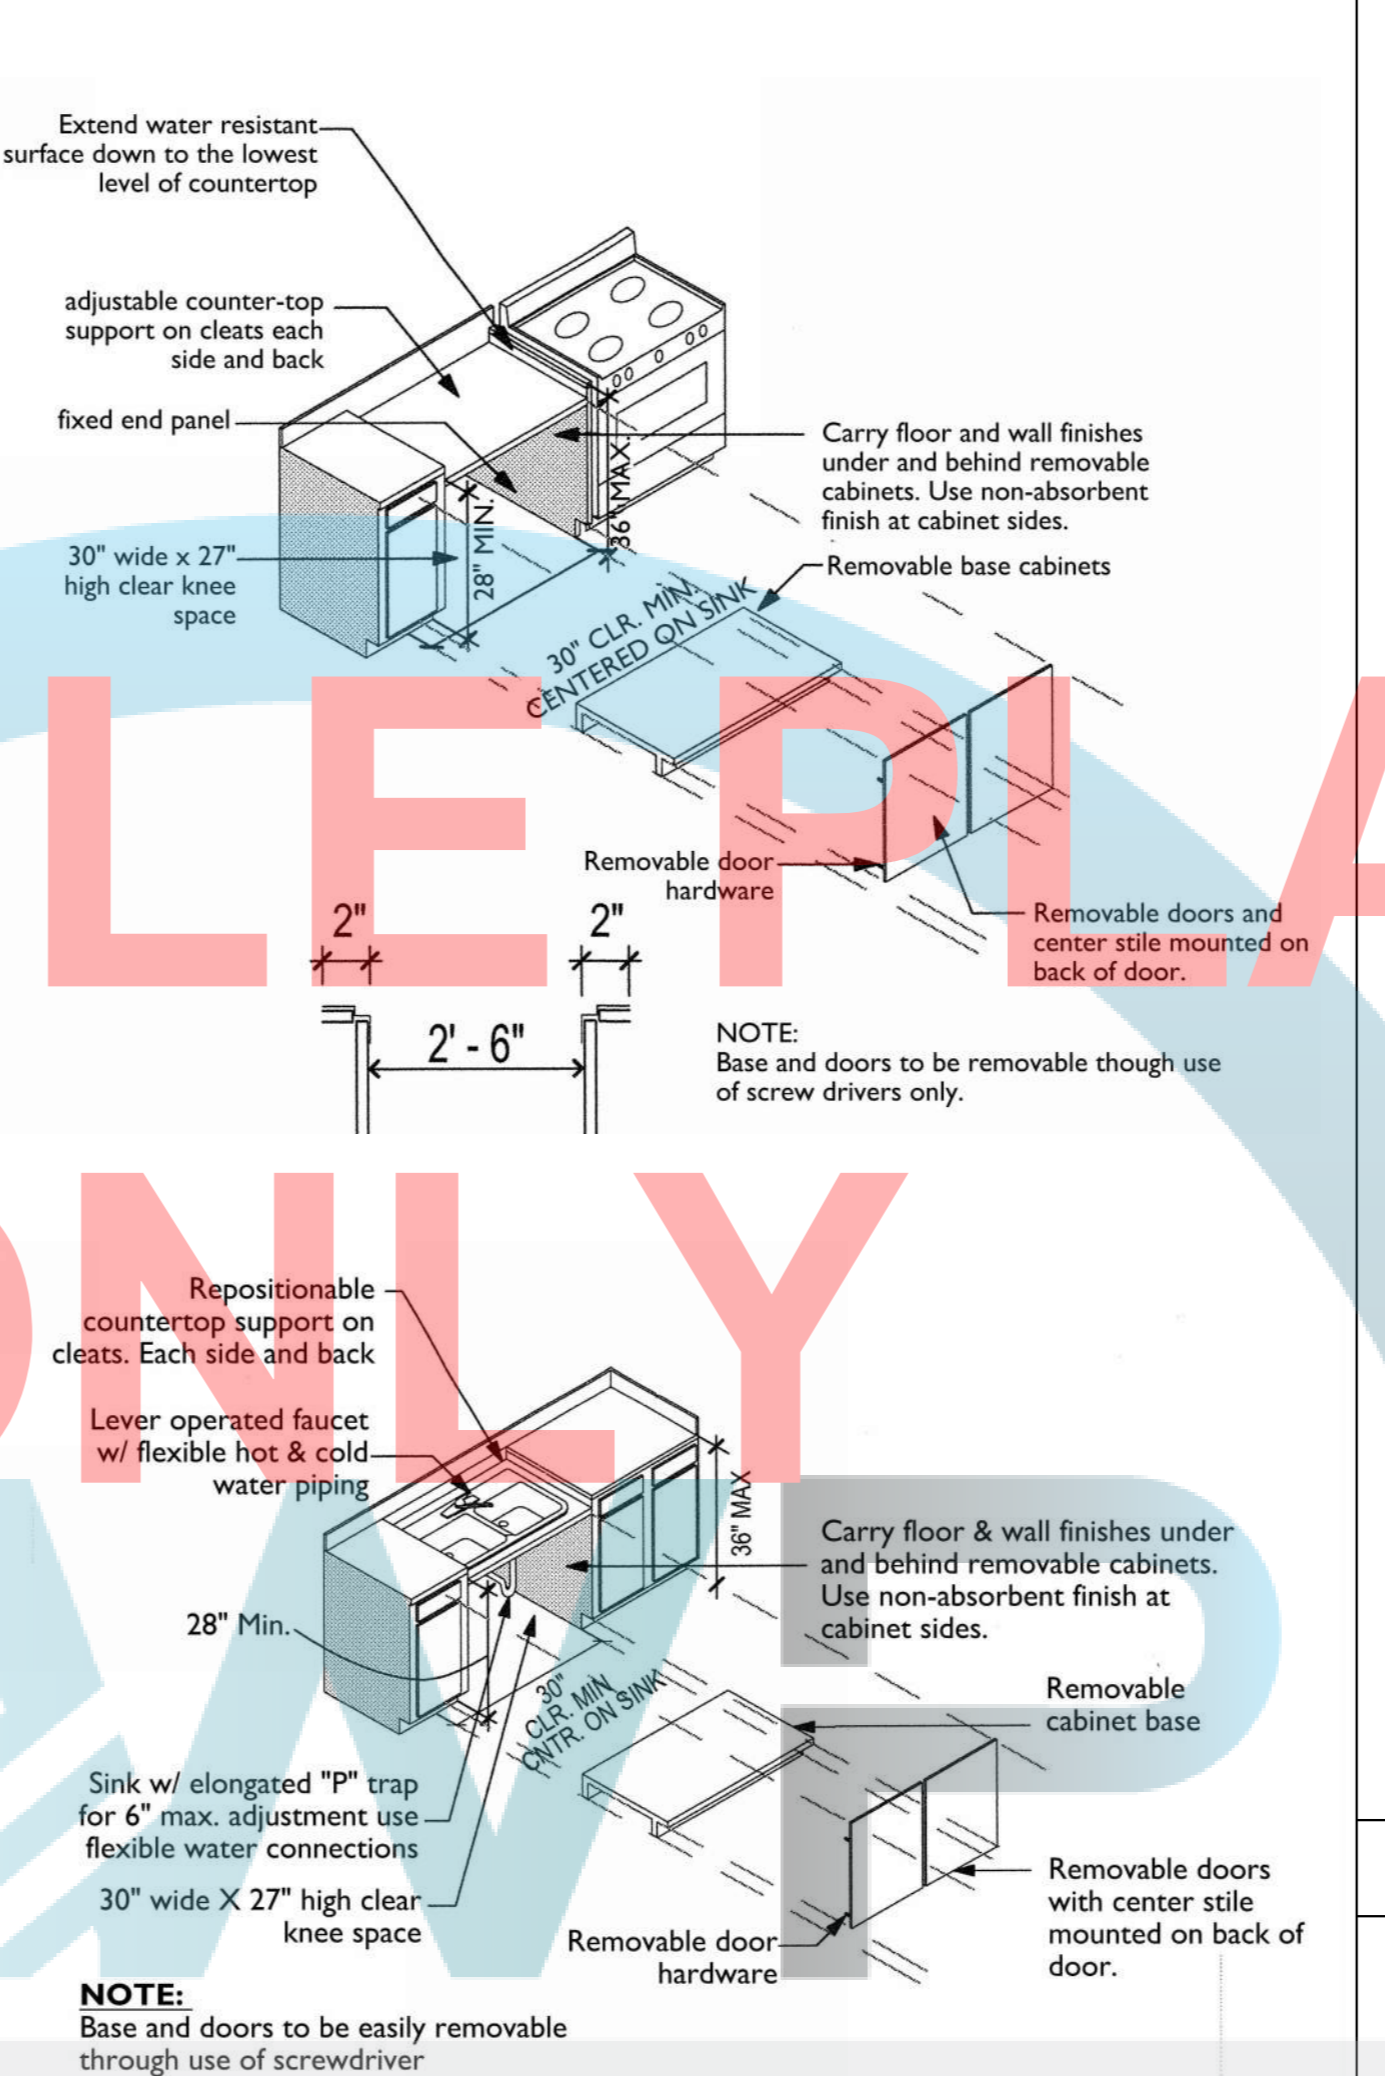 Extend water resistant
surface down to the lowest
level of countertop
adjustable counter-top
support on cleats each
side and back
fixed end panel
30" wide x 27"
high clear knee
space
28" MIN.
36" MAX.
30" CLR. MIN.
CENTERED ON SINK
Carry floor and wall finishes
under and behind removable
cabinets. Use non-absorbent
finish at cabinet sides.
Removable base cabinets
LE PLA
Removable door
hardware
Removable doors and
center stile mounted on
back of door.
2"
2"
2' - 6"
NOTE:
Base and doors to be removable though use
of screw drivers only.
ONLY
Repositionable
countertop support on
cleats. Each side and back
Lever operated faucet
w/ flexible hot & cold
water piping
36" MAX
Carry floor & wall finishes under
and behind removable cabinets.
Use non-absorbent finish at
cabinet sides.
28" Min.
30"
CLR. MIN
CNTR. ON SINK
Removable
cabinet base
Sink w/ elongated "P" trap
for 6" max. adjustment use
flexible water connections
30" wide X 27" high clear
knee space
Removable door
hardware
Removable doors
with center stile
mounted on back of
door.
NOTE:
Base and doors to be easily removable
through use of screwdriver